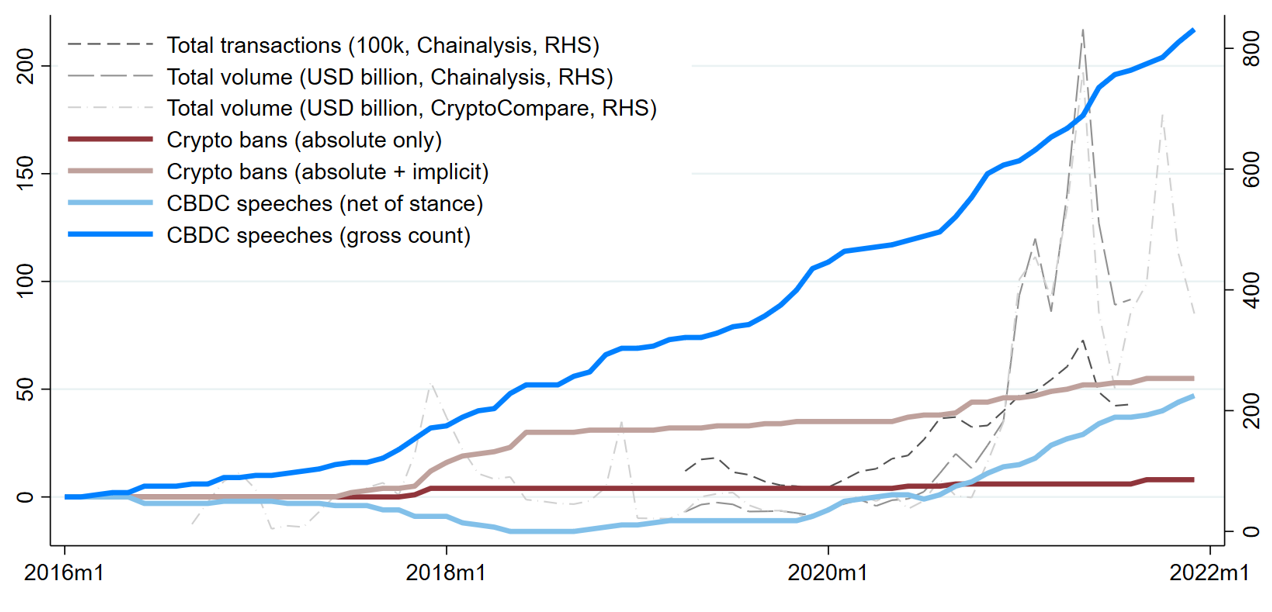 Total transactions (100k, Chainalysis, RHS)
Total volume (USD billion, Chainalysis, RHS)
Total volume (USD billion, CryptoCompare, RHS)
Crypto bans (absolute only)
Crypto bans (absolute + implicit)
CBDC speeches (net of stance)
CBDC speeches (gross count)
200
150
100
50
0
800
600
400
200
0
2016m1
2018m1
2020m1
2022m1